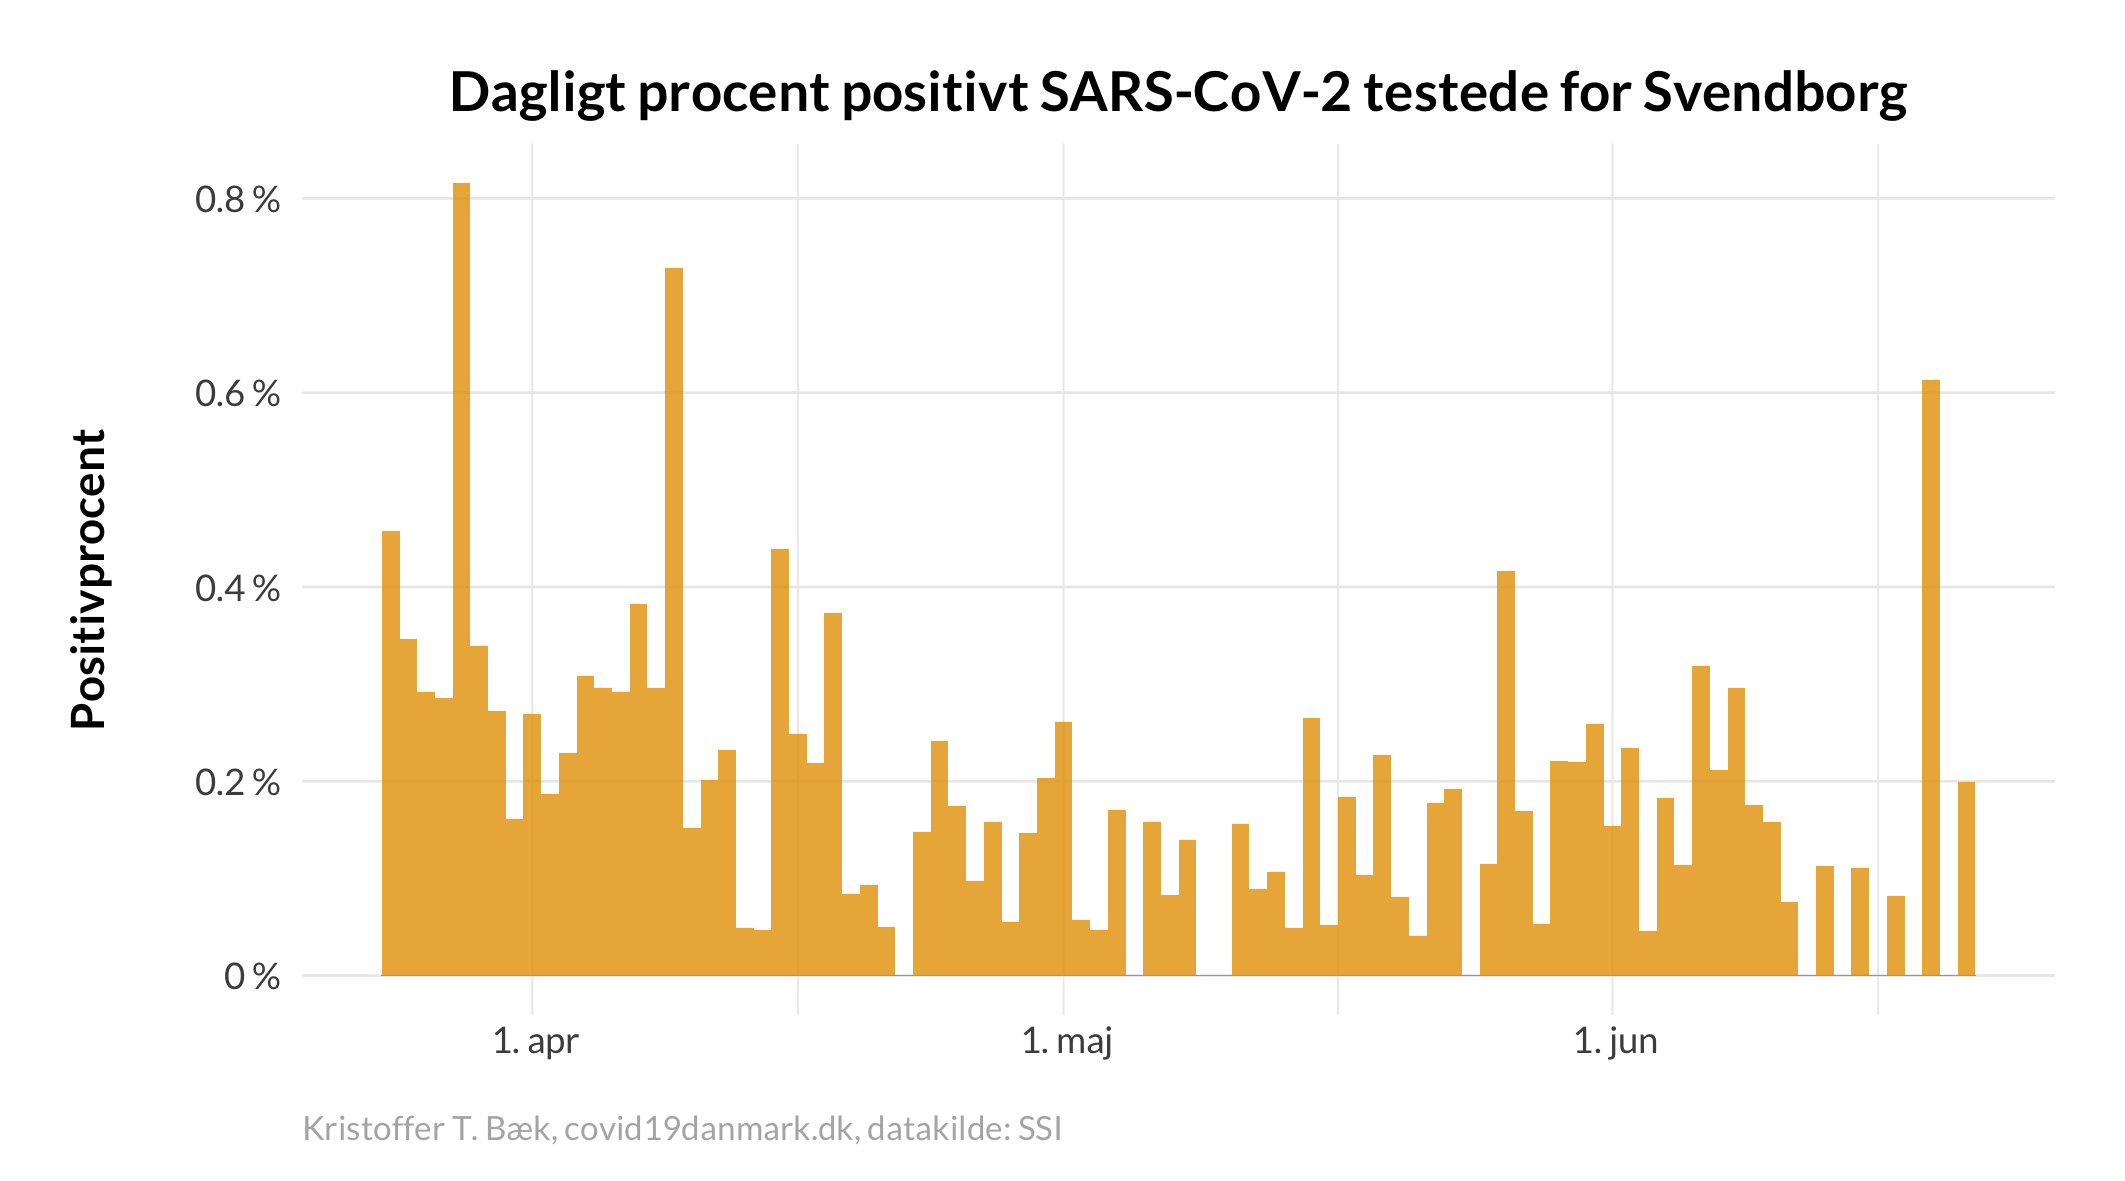 Dagligt procent positivt SARS-CoV-2 testede for Svendborg
Positivprocent
0.8 %
0.6 %
0.4 %
0.2 %
0 %
1. apr
1. maj
1. jun
Kristoffer T. Bæk, covid19danmark.dk, datakilde: SSI